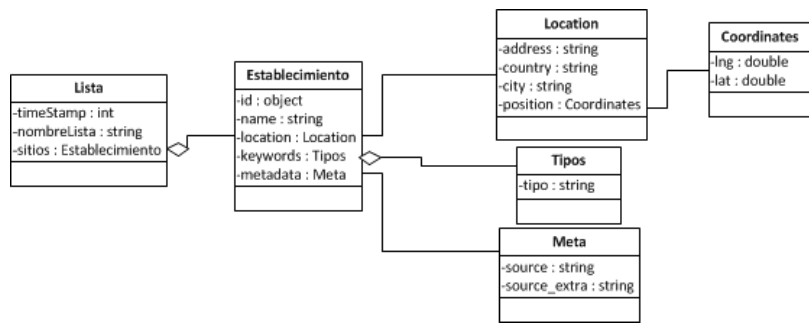 Lista
-timeStamp : int
-nombreLista : string
-sitios : Establecimiento
Establecimiento
-id : object
-name : string
-location : Location
-keywords : Tipos
-metadata : Meta
Location
-address : string
-country : string
-city : string
-position : Coordinates
Coordinates
-lng : double
-lat : double
Tipos
-tipo : string
Meta
-source : string
-source_extra : string